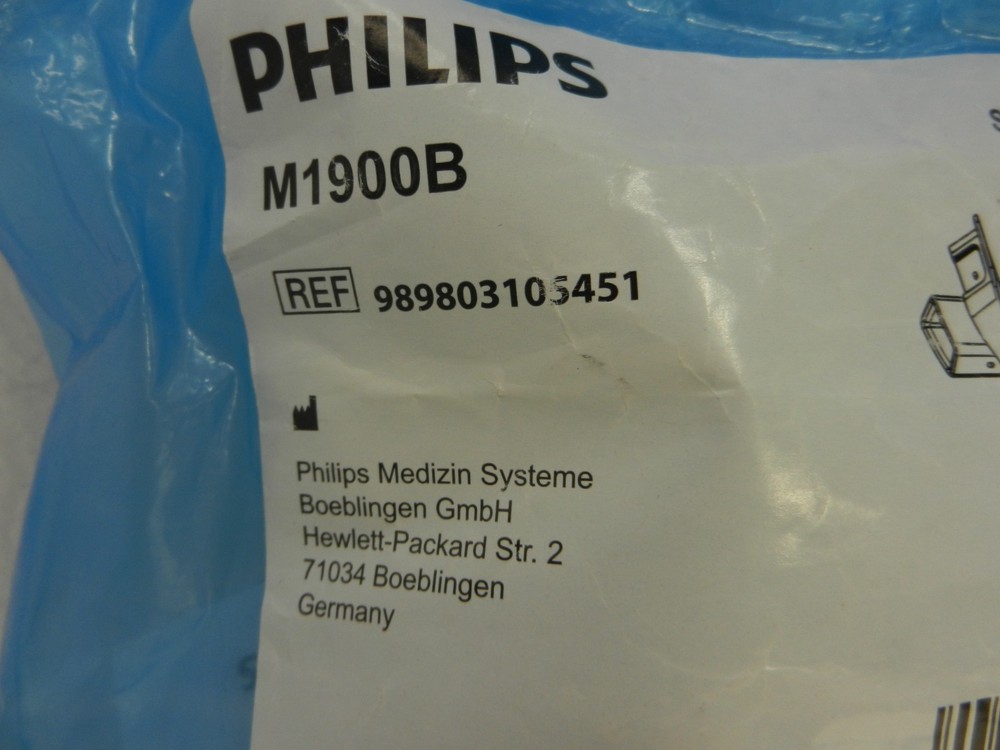 PHILIPS
M1900B
REF 989803105451
Philips Medizin Systeme
Boeblingen GmbH
Hewlett-Packard Str. 2
71034 Boeblingen
Germany